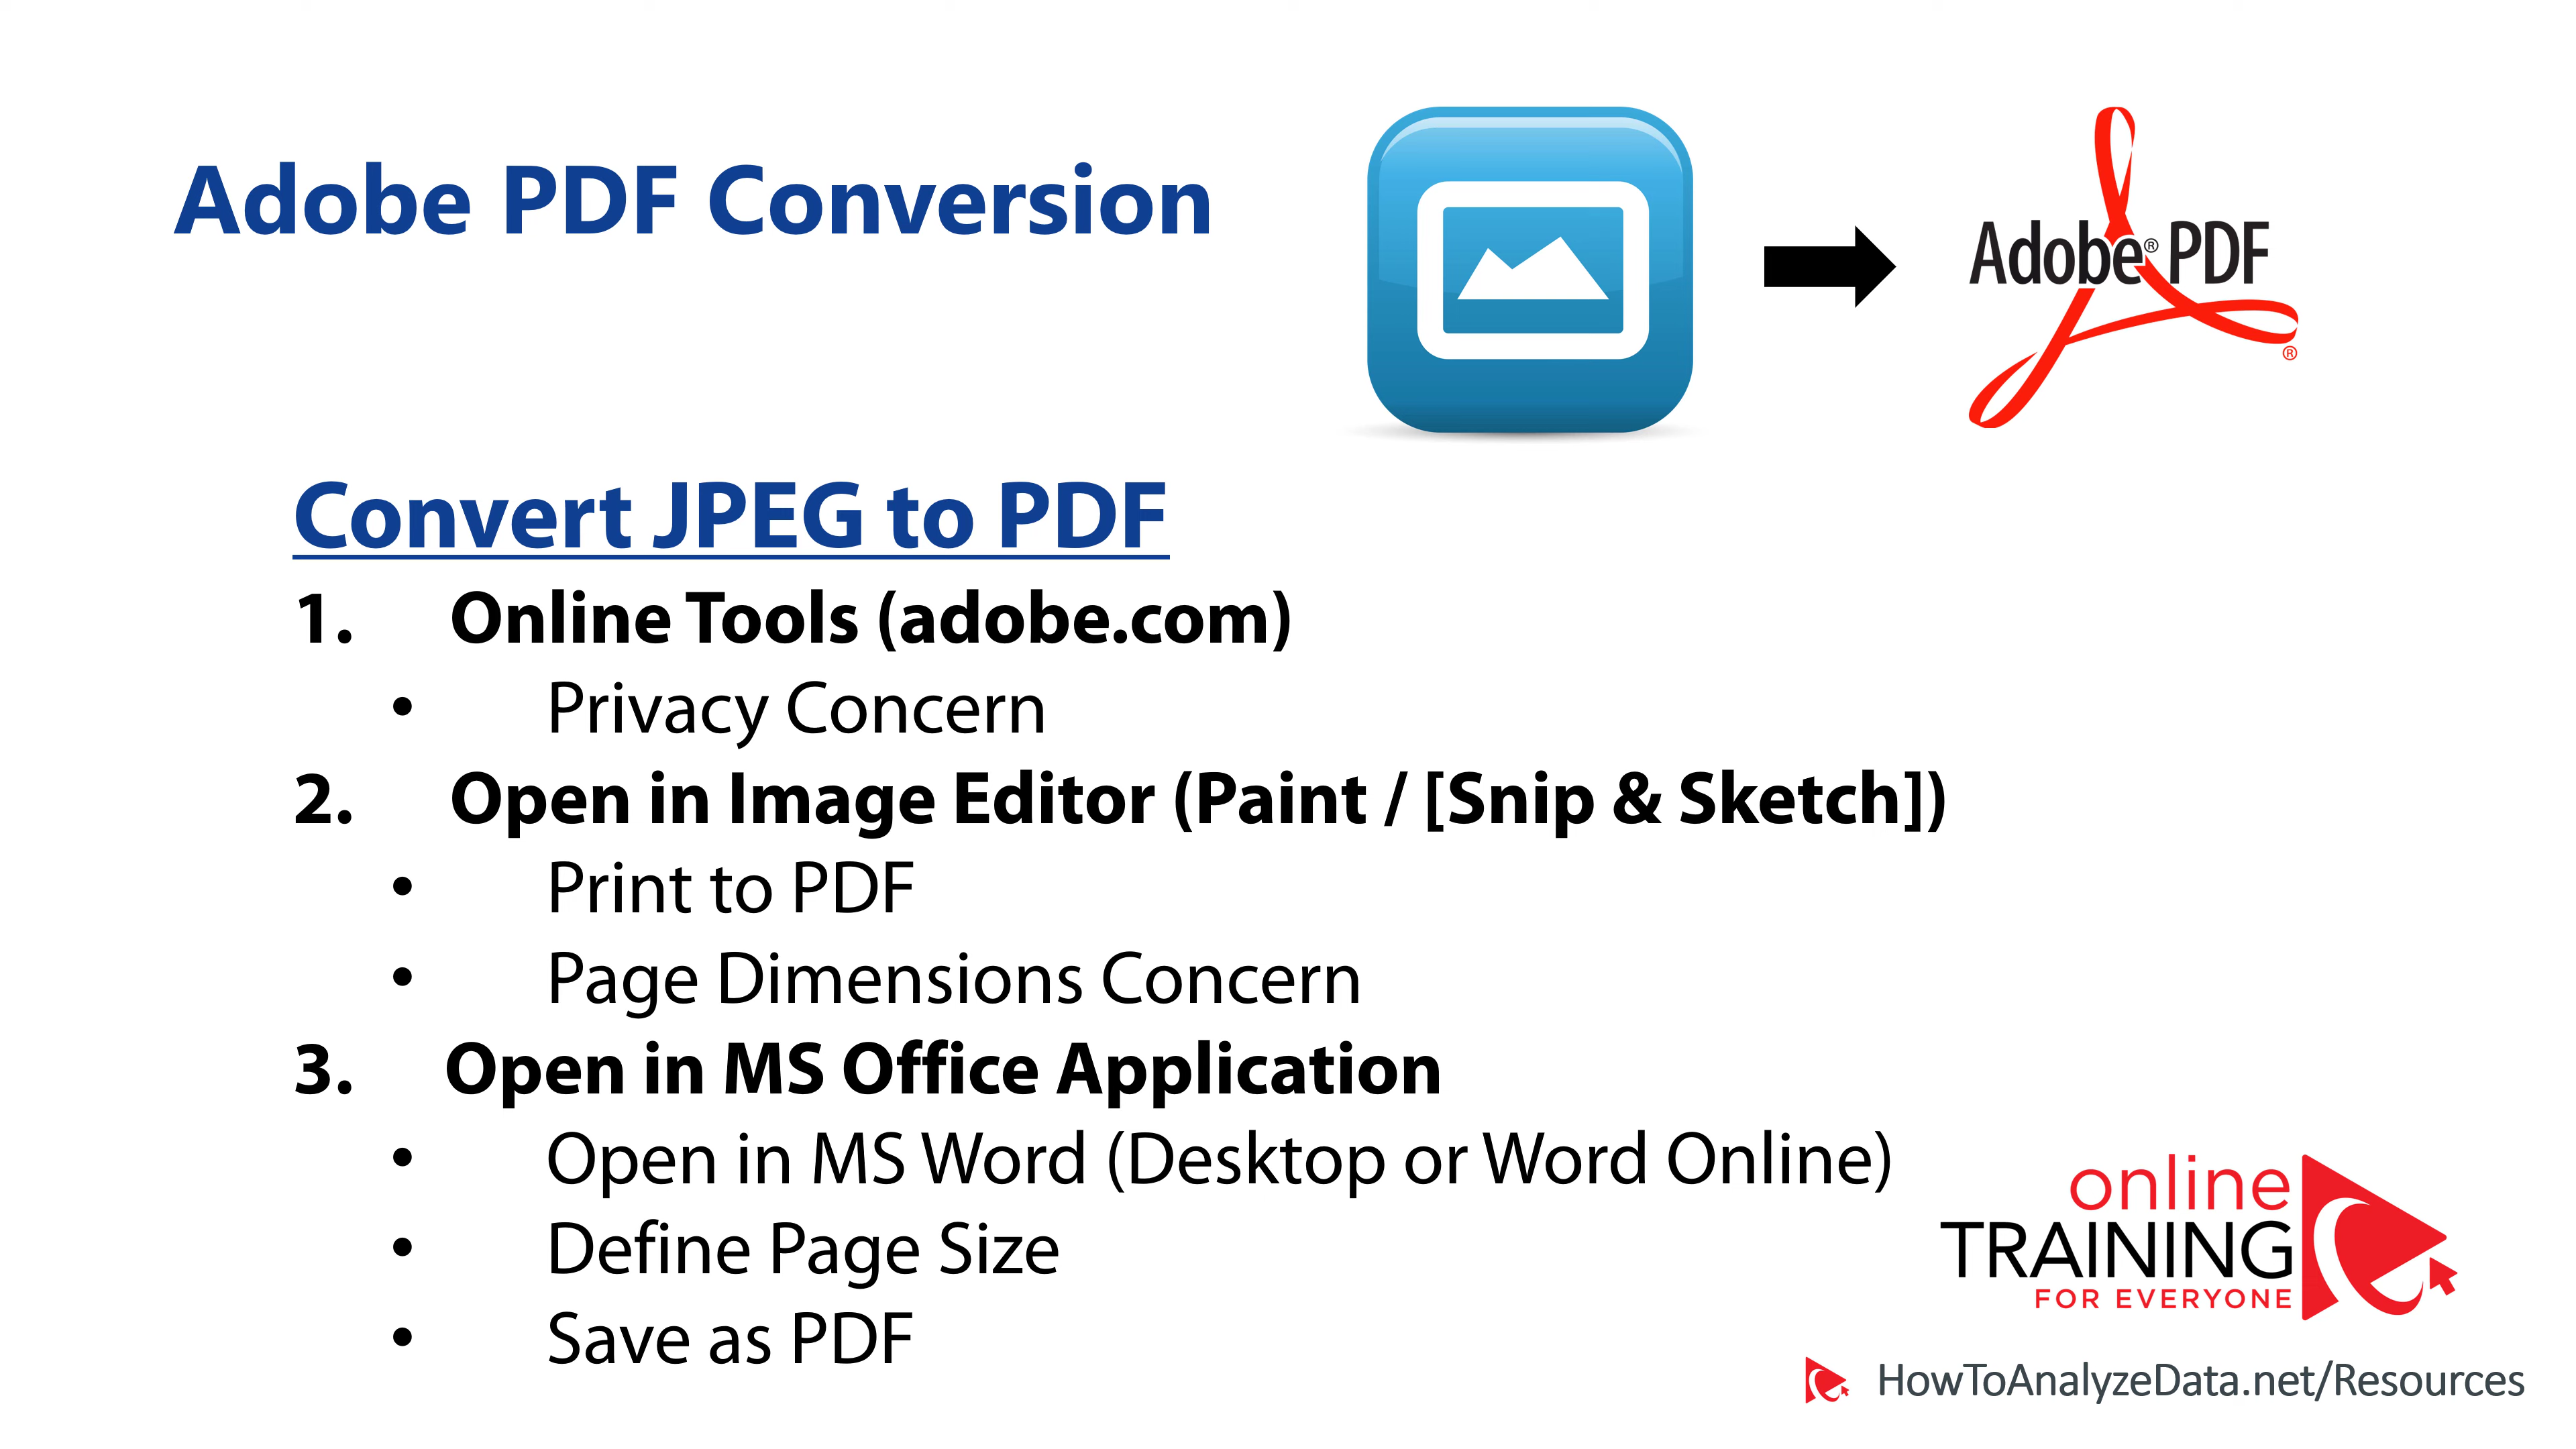 Adobe PDF Conversion
Adobe® PDF
®
Convert JPEG to PDF
1. Online Tools (adobe.com)
• Privacy Concern
2. Open in Image Editor (Paint / [Snip & Sketch])
• Print to PDF
• Page Dimensions Concern
3. Open in MS Office Application
• Open in MS Word (Desktop or Word Online)
• Define Page Size
• Save as PDF
online
TRAINING
FOR EVERYONE
HowToAnalyzeData.net/Resources